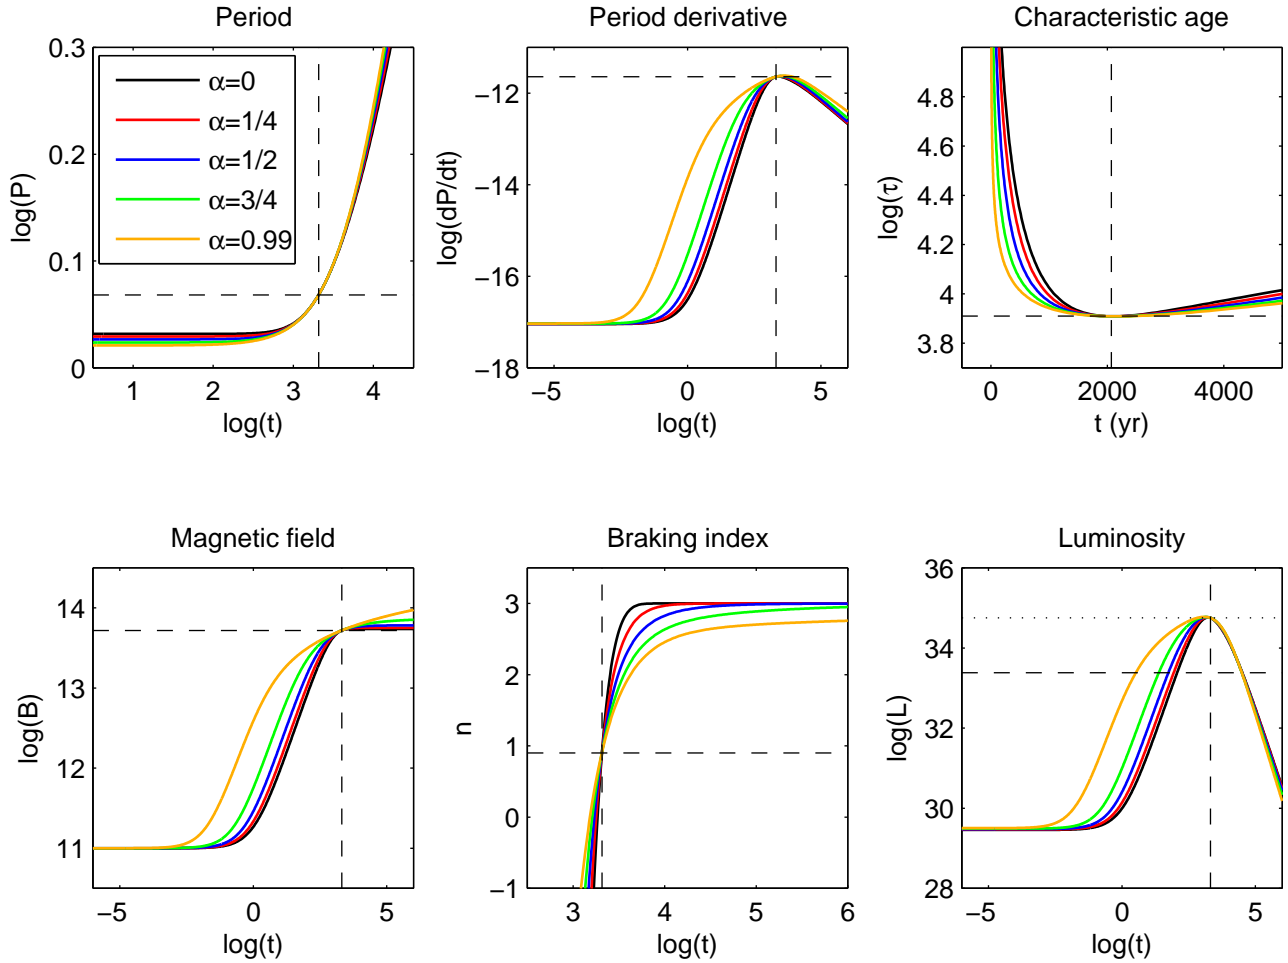 Period
Period derivative
Characteristic age
0.3
0.2
0.1
0
log(P)
α=0
α=1/4
α=1/2
α=3/4
α=0.99
1 2 3 4
log(t)
−12
−14
−16
−18
log(dP/dt)
−5 0 5
log(t)
4.8
4.6
4.4
4.2
4
3.8
log(τ)
0 2000 4000
t (yr)
Magnetic field
Braking index
Luminosity
14
13
12
11
log(B)
−5 0 5
log(t)
3
2
1
0
−1
n
3 4 5 6
log(t)
36
34
32
30
28
log(L)
−5 0 5
log(t)